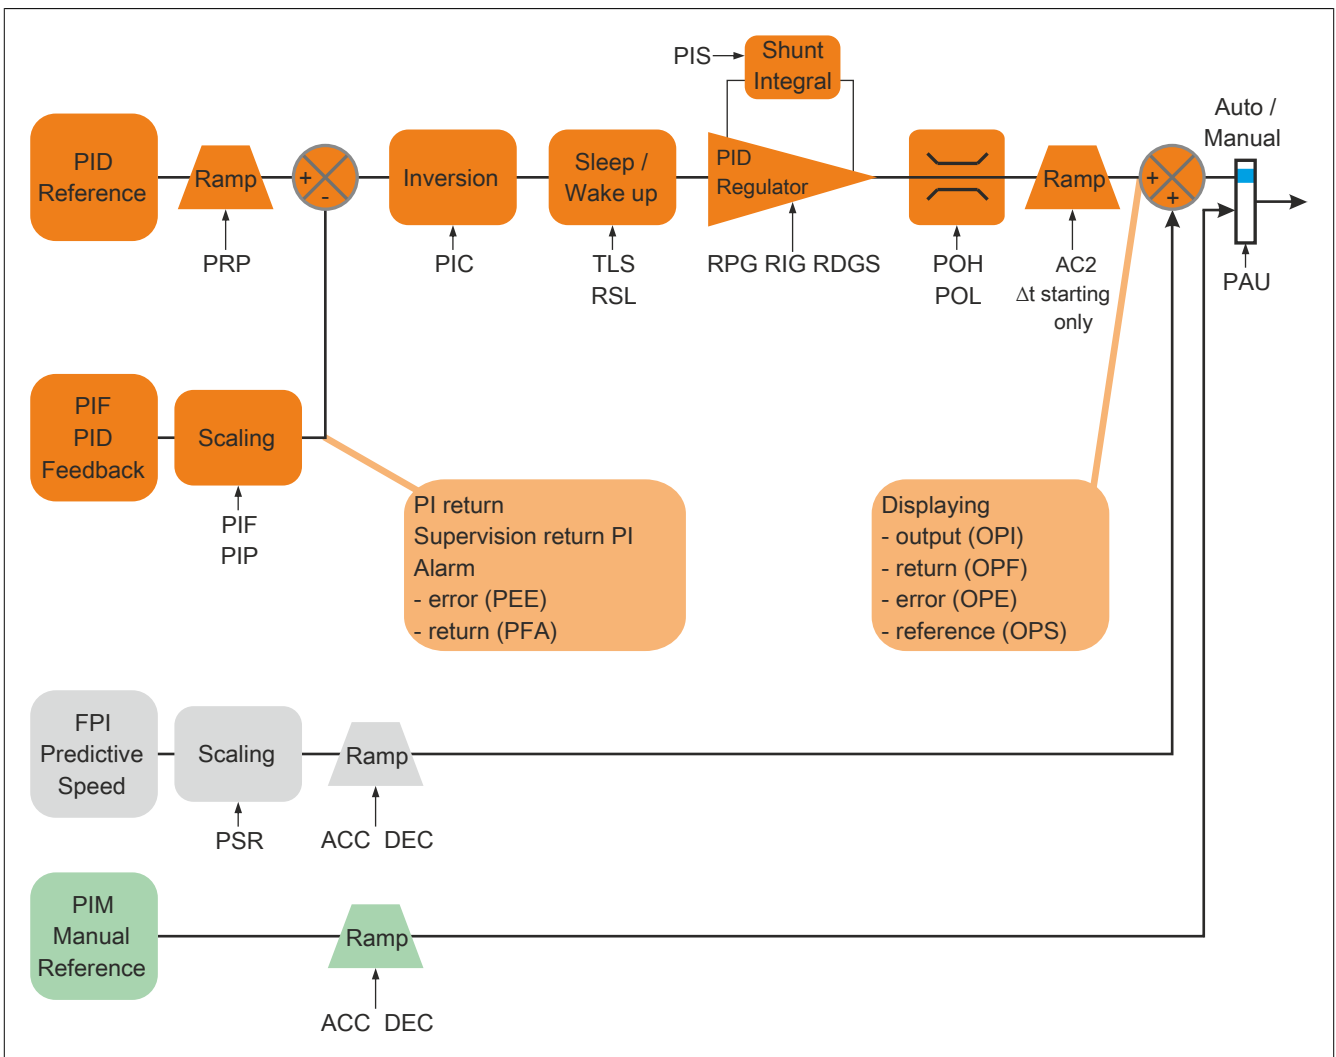 PIS
Shunt
Integral
Auto /
Manual
PID
Reference
Ramp
+
-
Inversion
Sleep /
Wake up
PID
Regulator
Ramp
+
+
PRP
PIC
TLS
RSL
RPG RIG RDGS
POH
POL
AC2
Δt starting
only
PAU
PIF
PID
Feedback
Scaling
PIF
PIP
PI return
Supervision return PI
Alarm
- error (PEE)
- return (PFA)
Displaying
- output (OPI)
- return (OPF)
- error (OPE)
- reference (OPS)
FPI
Predictive
Speed
Scaling
Ramp
PSR
ACC DEC
PIM
Manual
Reference
Ramp
ACC DEC